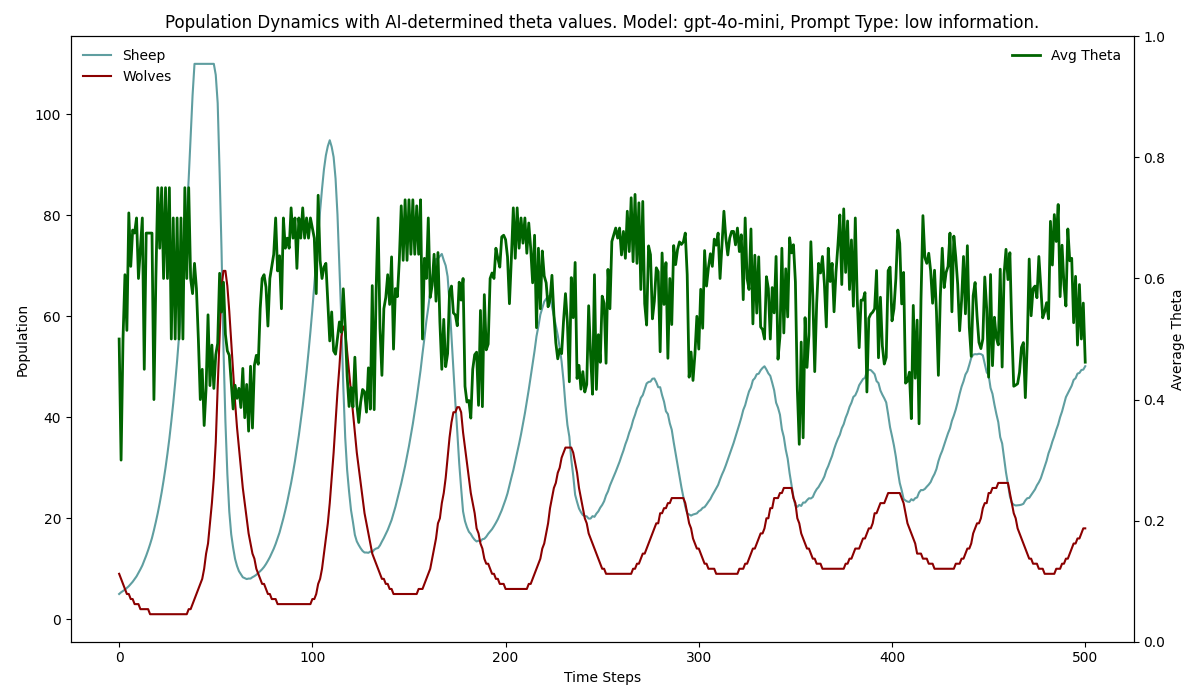 Population Dynamics with AI-determined theta values. Model: gpt-4o-mini, Prompt Type: low information.
Sheep
Wolves
Avg Theta
Population
100
80
60
40
20
0
1.0
0.8
0.6
0.4
0.2
0.0
Average Theta
0 100 200 300 400 500
Time Steps